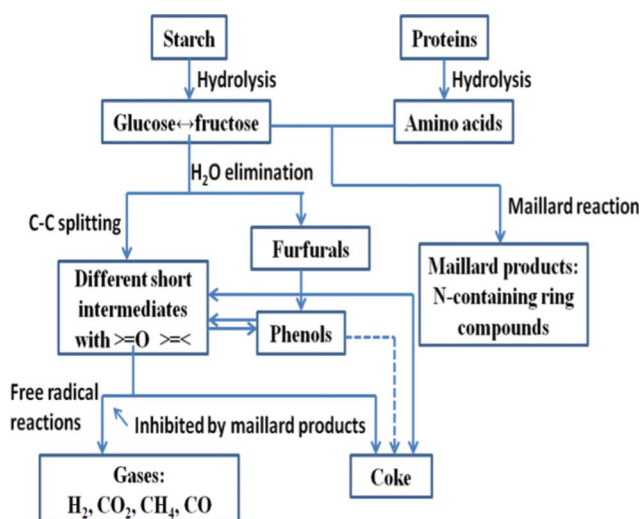 Starch
Proteins
Hydrolysis
Hydrolysis
Glucose↔fructose
Amino acids
H₂O elimination
C-C splitting
Maillard reaction
Furfurals
Different short
intermediates
with >=O >=<
Maillard products:
N-containing ring
compounds
Phenols
Free radical
reactions
Inhibited by maillard products
Gases:
H₂, CO₂, CH₄, CO
Coke